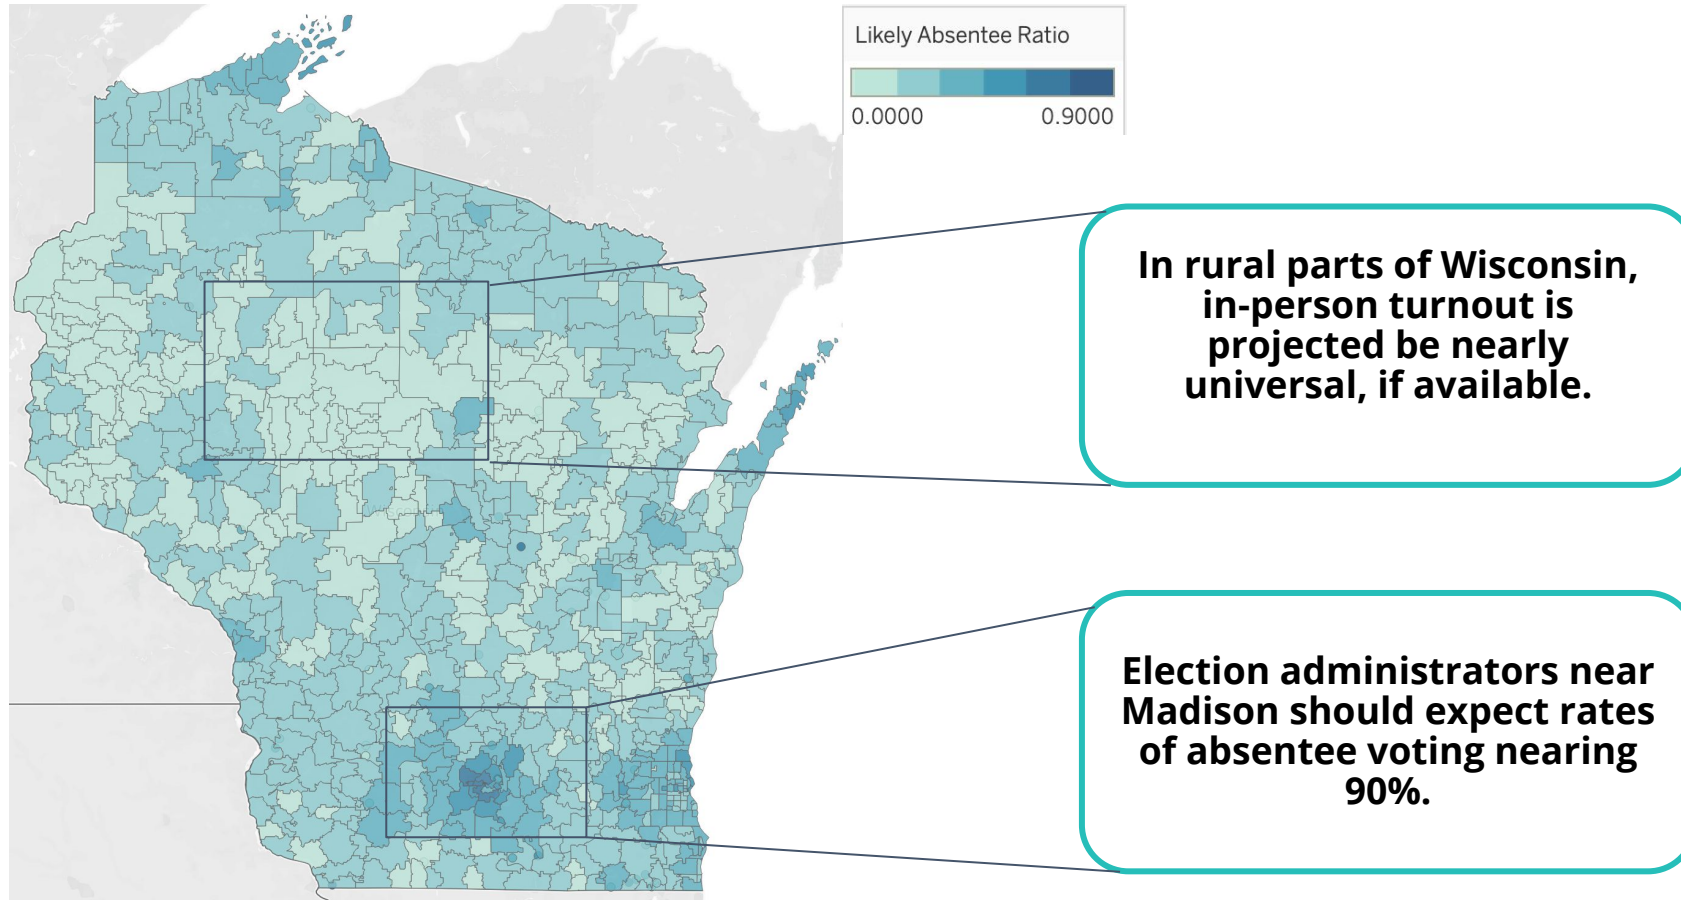 Likely Absentee Ratio
0.0000 0.9000
In rural parts of Wisconsin,
in-person turnout is
projected be nearly
universal, if available.
Election administrators near
Madison should expect rates
of absentee voting nearing
90%.